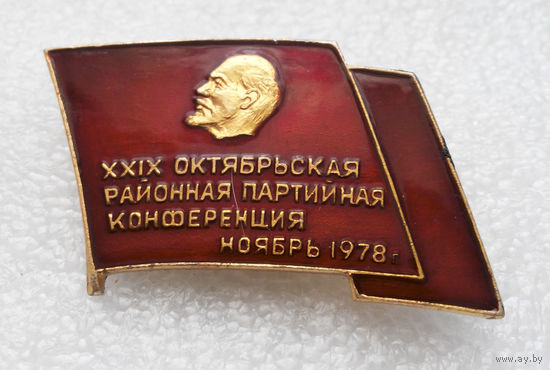 XXIX ОКТЯБРЬСКАЯ
РАЙОННАЯ ПАРТИЙНАЯ
КОНФЕРЕНЦИЯ
НОЯБРЬ 1978 г
www.ay.by